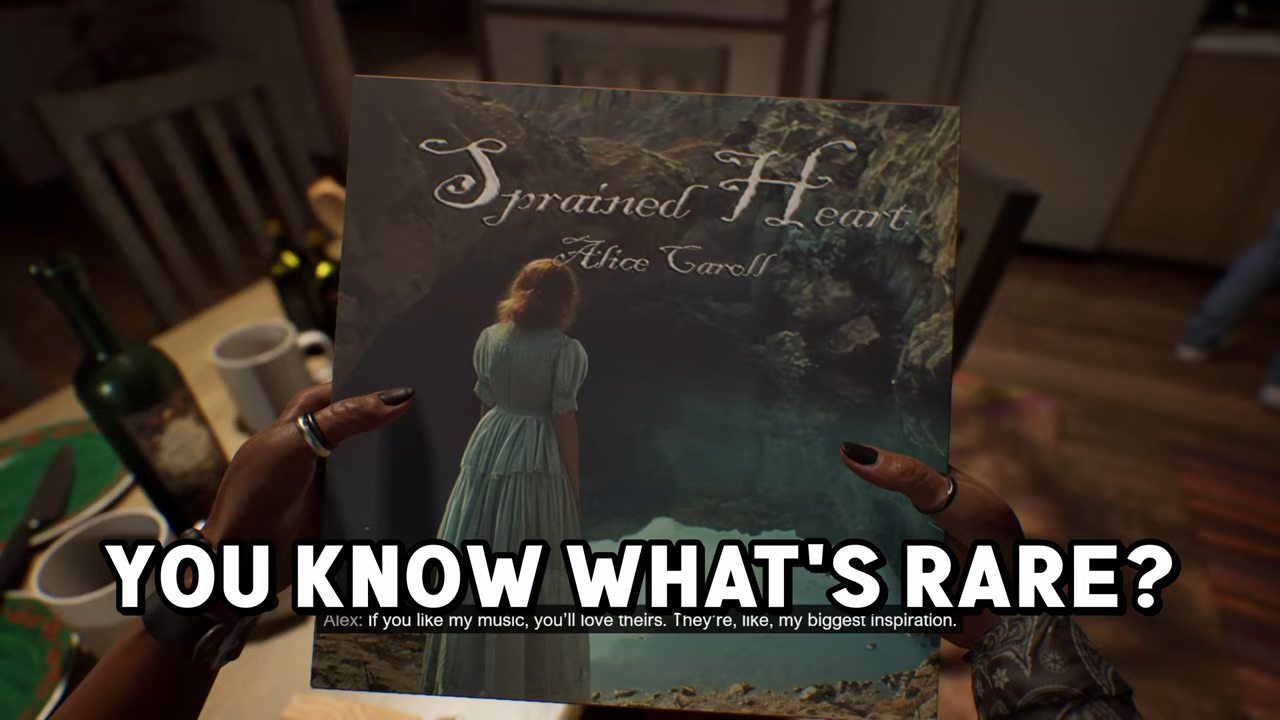 Sprained Heart
Alice Caroll
YOU KNOW WHAT'S RARE?
Alex: If you like my music, you'll love theirs. They're, like, my biggest inspiration.